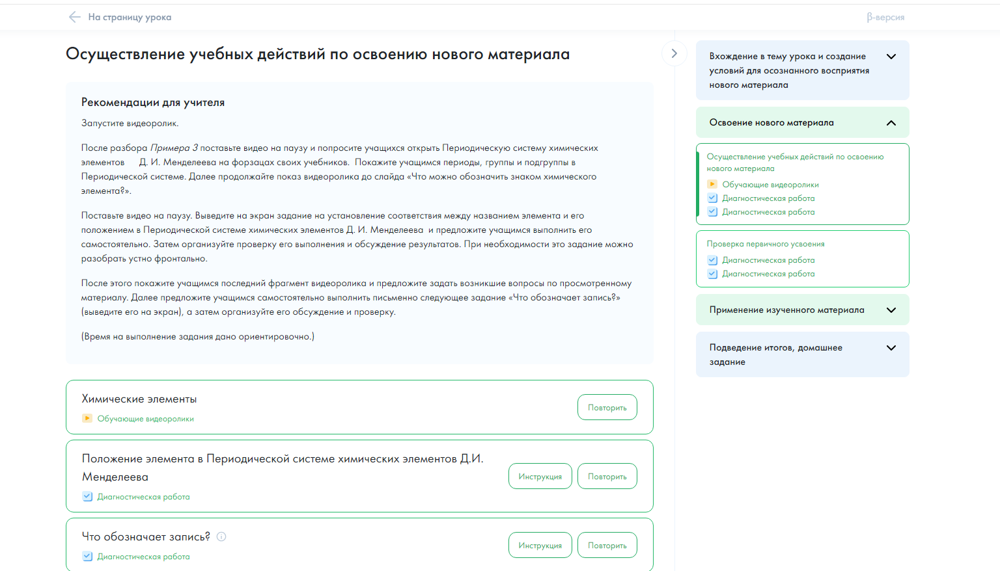 На страницу урока
β-версия
Осуществление учебных действий по освоению нового материала
Рекомендации для учителя
Запустите видеоролик.
После разбора Примера 3 поставьте видео на паузу и попросите учащихся открыть Периодическую систему химических
элементов Д. И. Менделеева на форзацах своих учебников. Покажите учащимся периоды, группы и подгруппы в
Периодической системе. Далее продолжайте показ видеоролика до слайда «Что можно обозначить знаком химического
элемента?».
Поставьте видео на паузу. Выведите на экран задание на установление соответствия между названием элемента и его
положением в Периодической системе химических элементов Д. И. Менделеева и предложите учащимся выполнить его
самостоятельно. Затем организуйте проверку его выполнения и обсуждение результатов. При необходимости это задание можно
разобрать устно фронтально.
После этого покажите учащимся последний фрагмент видеоролика и предложите задать возникшие вопросы по просмотренному
материалу. Далее предложите учащимся самостоятельно выполнить письменно следующее задание «Что обозначает запись?»
(выведите его на экран), а затем организуйте его обсуждение и проверку.
(Время на выполнение задания дано ориентировочно.)
Химические элементы
Обучающие видеоролики
Повторить
Положение элемента в Периодической системе химических элементов Д.И.
Менделеева
Диагностическая работа
Инструкция
Повторить
Что обозначает запись?
Диагностическая работа
Инструкция
Повторить
Вхождение в тему урока и создание
условий для осознанного восприятия
нового материала
Освоение нового материала
Осуществление учебных действий по освоению
нового материала
Обучающие видеоролики
Диагностическая работа
Диагностическая работа
Проверка первичного усвоения
Диагностическая работа
Диагностическая работа
Применение изученного материала
Подведение итогов, домашнее
задание